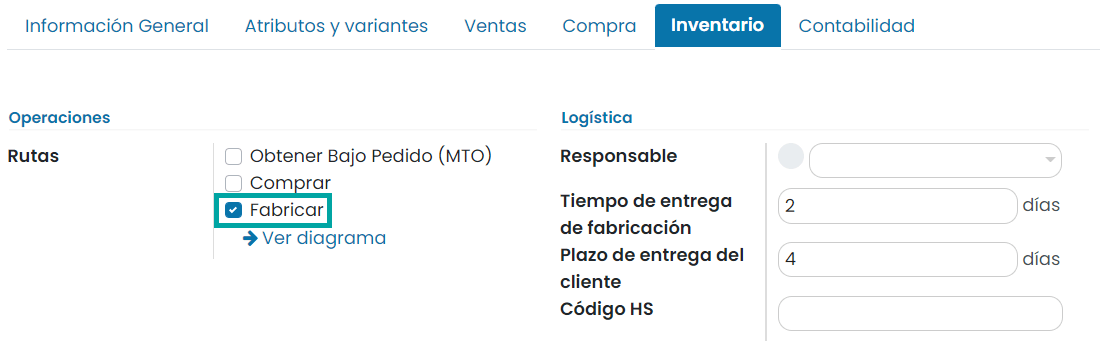 Información General Atributos y variantes Ventas Compra Inventario Contabilidad
Operaciones
Rutas
Obtener Bajo Pedido (MTO)
Comprar
Fabricar
Ver diagrama
Logística
Responsable
Tiempo de entrega
de fabricación
2 días
Plazo de entrega del
cliente
4 días
Código HS